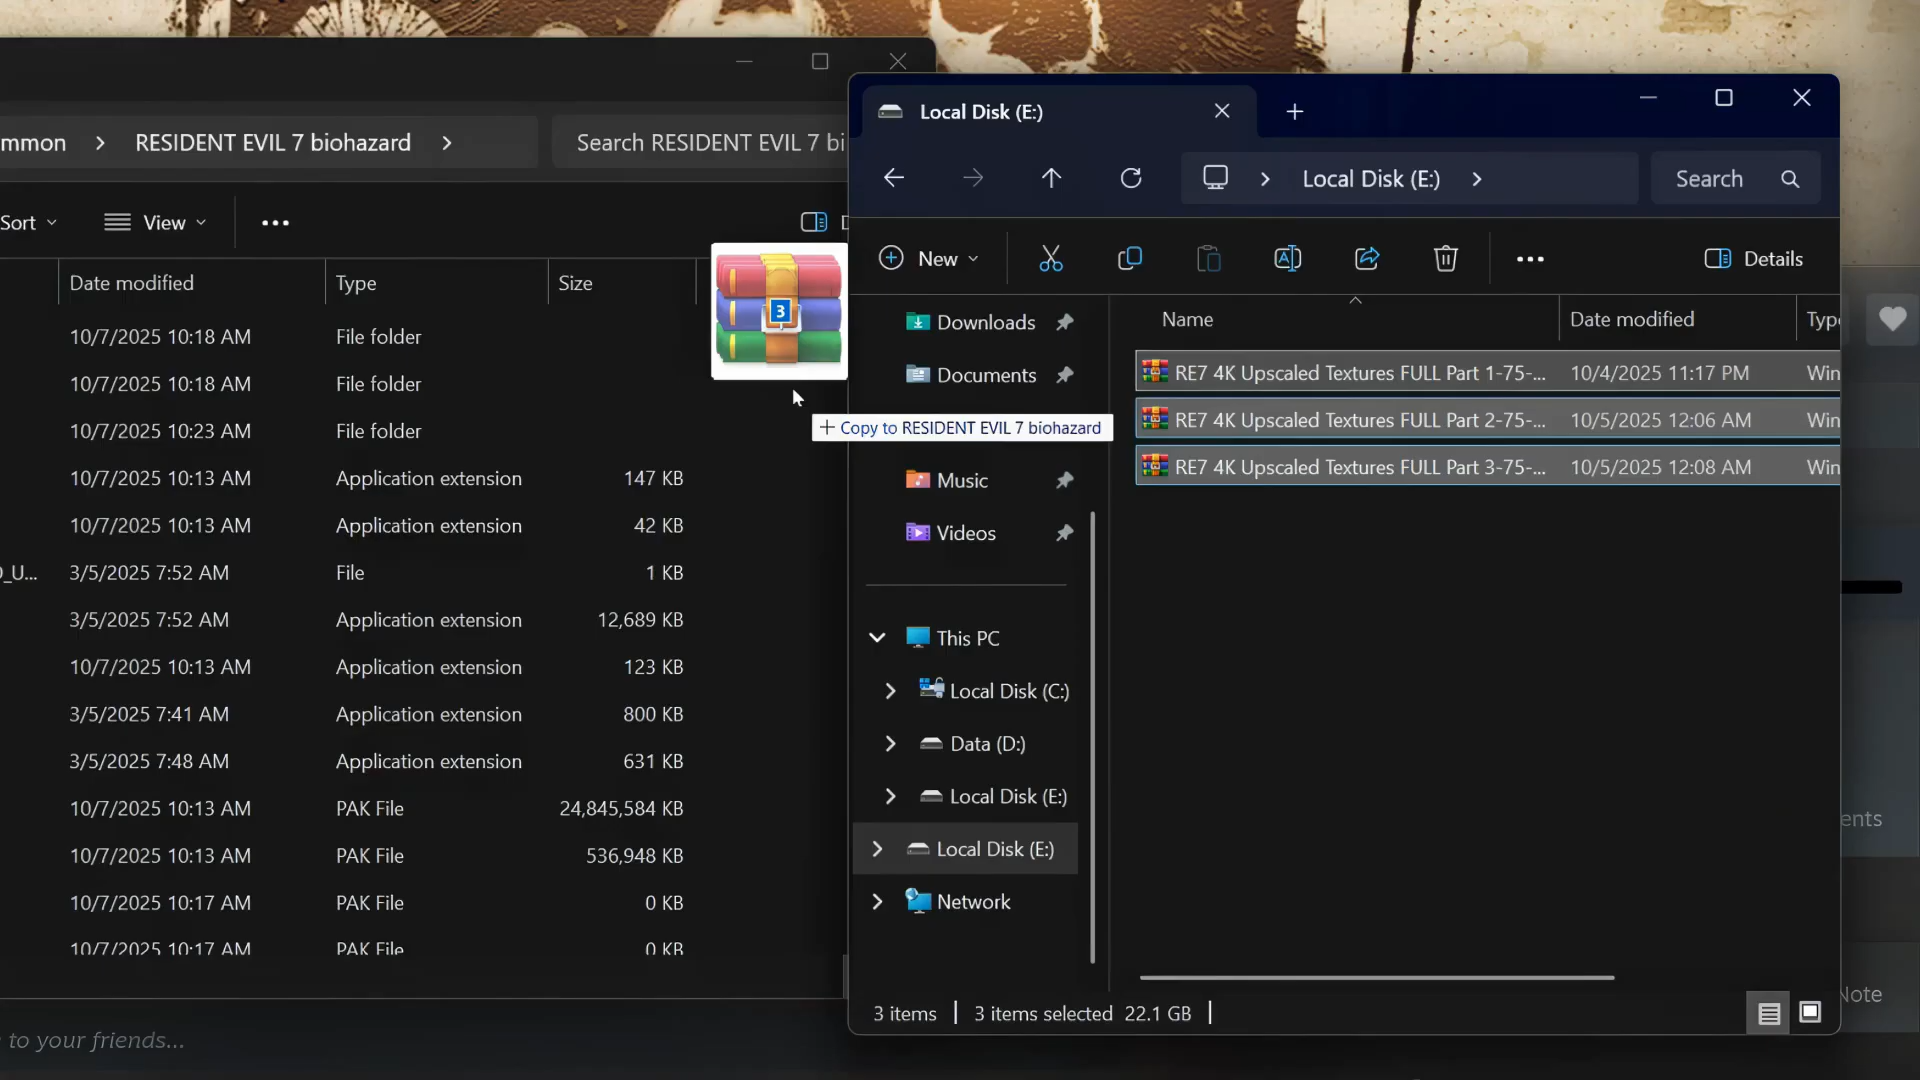 mmon > RESIDENT EVIL 7 biohazard >
Search RESIDENT EVIL 7 bi
Sort
View
Date modified
Type
Size
10/7/2025 10:18 AM File folder
10/7/2025 10:18 AM File folder
10/7/2025 10:23 AM File folder
10/7/2025 10:13 AM Application extension 147 KB
10/7/2025 10:13 AM Application extension 42 KB
_U... 3/5/2025 7:52 AM File 1 KB
3/5/2025 7:52 AM Application extension 12,689 KB
10/7/2025 10:13 AM Application extension 123 KB
3/5/2025 7:41 AM Application extension 800 KB
3/5/2025 7:48 AM Application extension 631 KB
10/7/2025 10:13 AM PAK File 24,845,584 KB
10/7/2025 10:13 AM PAK File 536,948 KB
10/7/2025 10:17 AM PAK File 0 KB
10/7/2025 10:17 AM PAK File 0 KB
to your friends...
3
+ Copy to RESIDENT EVIL 7 biohazard
Local Disk (E:)
Local Disk (E:)
Search
New
Details
Downloads
Documents
Music
Videos
This PC
Local Disk (C:)
Data (D:)
Local Disk (E:)
Local Disk (E:)
Network
Name
Date modified
Type
RE7 4K Upscaled Textures FULL Part 1-75-... 10/4/2025 11:17 PM Win
RE7 4K Upscaled Textures FULL Part 2-75-... 10/5/2025 12:06 AM Win
RE7 4K Upscaled Textures FULL Part 3-75-... 10/5/2025 12:08 AM Win
3 items
3 items selected 22.1 GB
ents
Note